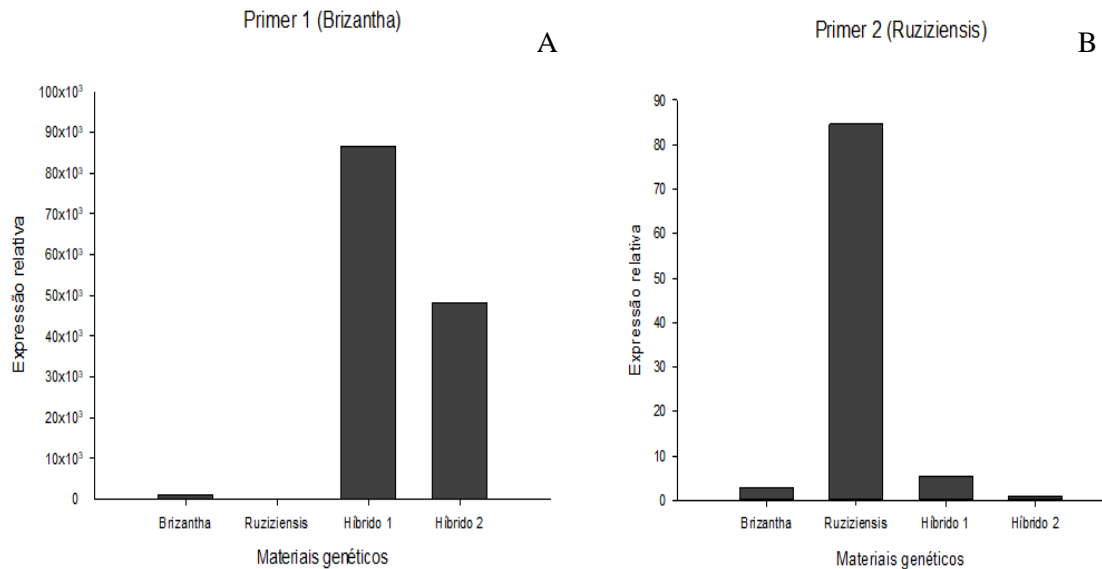 Primer 1 (Brizantha)
A
Expressão relativa
100x10³
90x10³
80x10³
70x10³
60x10³
50x10³
40x10³
30x10³
20x10³
10x10³
0
Brizantha
Ruziziensis
Híbrido 1
Híbrido 2
Materiais genéticos
Primer 2 (Ruziziensis)
B
Expressão relativa
90
80
70
60
50
40
30
20
10
0
Brizantha
Ruziziensis
Híbrido 1
Híbrido 2
Materiais genéticos